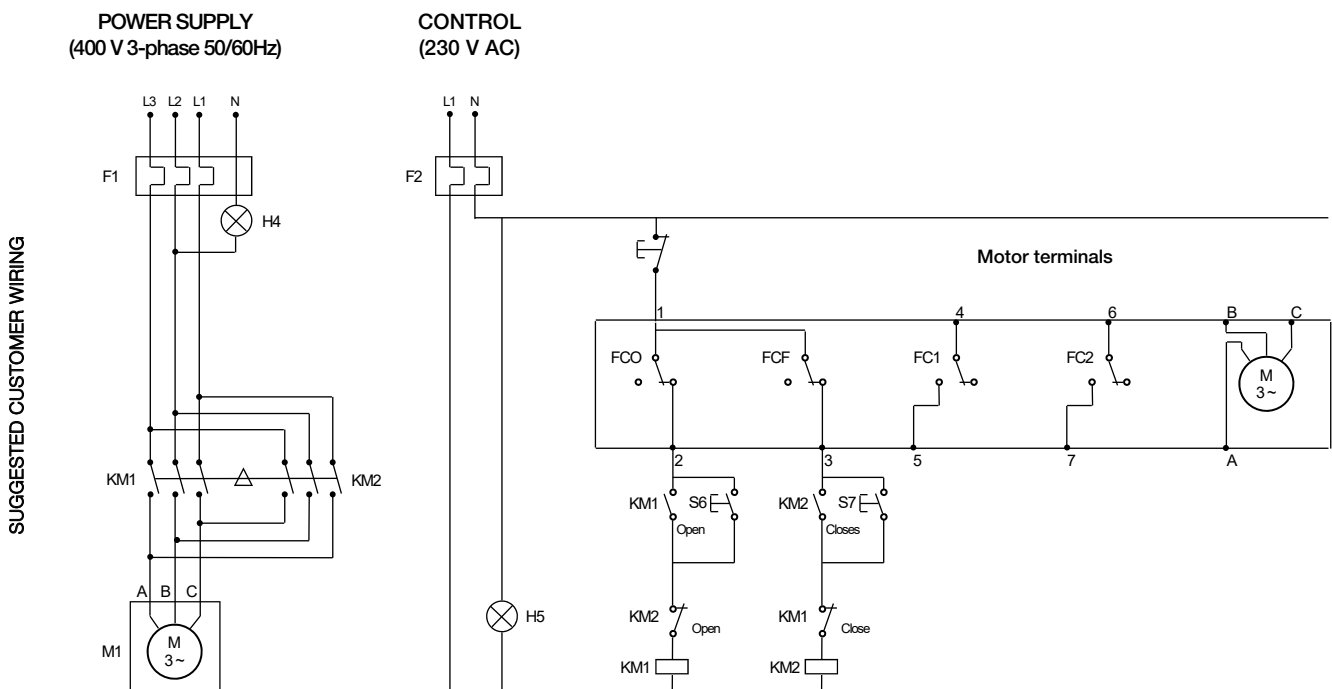 POWER SUPPLY
(400 V 3-phase 50/60Hz)
CONTROL
(230 V AC)
L3 L2 L1 N
L1 N
F1
F2
H4
SUGGESTED CUSTOMER WIRING
Motor terminals
1
4
6
B
C
FCO
FCF
FC1
FC2
M
3~
2
3
5
7
A
KM1
KM2
KM1
S6
Open
KM2
S7
Closes
A B C
M1
M
3~
H5
KM2
Open
KM1
Close
KM1
KM2